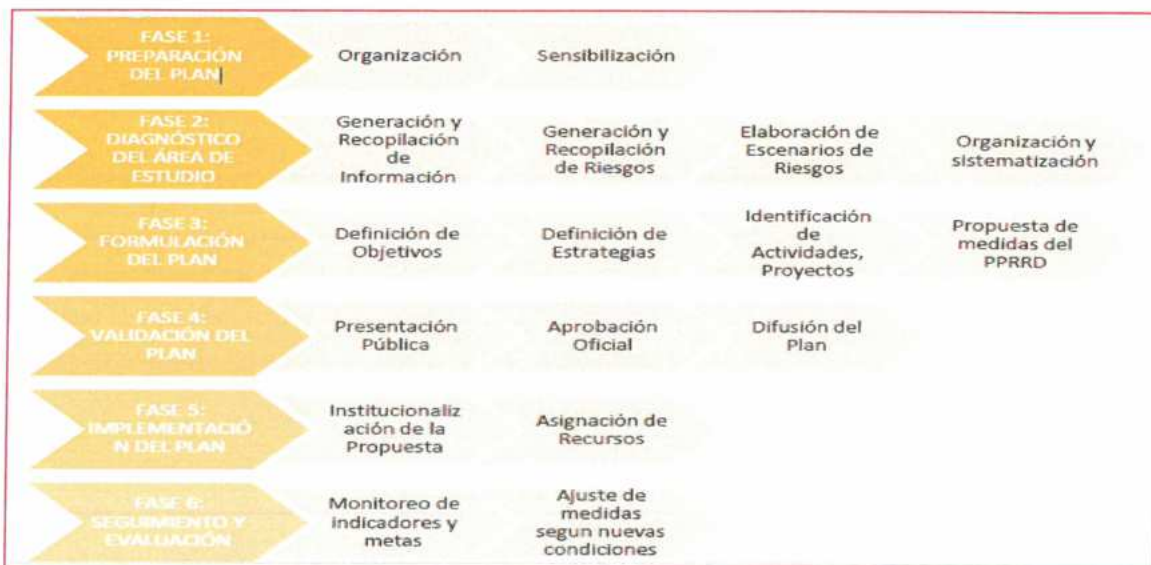 FASE 1:
PREPARACIÓN
DEL PLAN
Organización
Sensibilización
FASE 2:
DIAGNÓSTICO
DEL ÁREA DE
ESTUDIO
Generación y
Recopilación
de
Información
Generación y
Recopilación
de Riesgos
Elaboración de
Escenarios de
Riesgos
Organización y
sistematización
FASE 3:
FORMULACIÓN
DEL PLAN
Definición de
Objetivos
Definición de
Estrategias
Identificación
de
Actividades,
Proyectos
Propuesta de
medidas del
PPRRD
FASE 4:
VALIDACIÓN DEL
PLAN
Presentación
Pública
Aprobación
Oficial
Difusión del
Plan
FASE 5:
IMPLEMENTACIÓ
N DEL PLAN
Institucionaliz
ación de la
Propuesta
Asignación de
Recursos
FASE 6:
SEGUIMIENTO Y
EVALUACIÓN
Monitoreo de
indicadores y
metas
Ajuste de
medidas
segun nuevas
condiciones